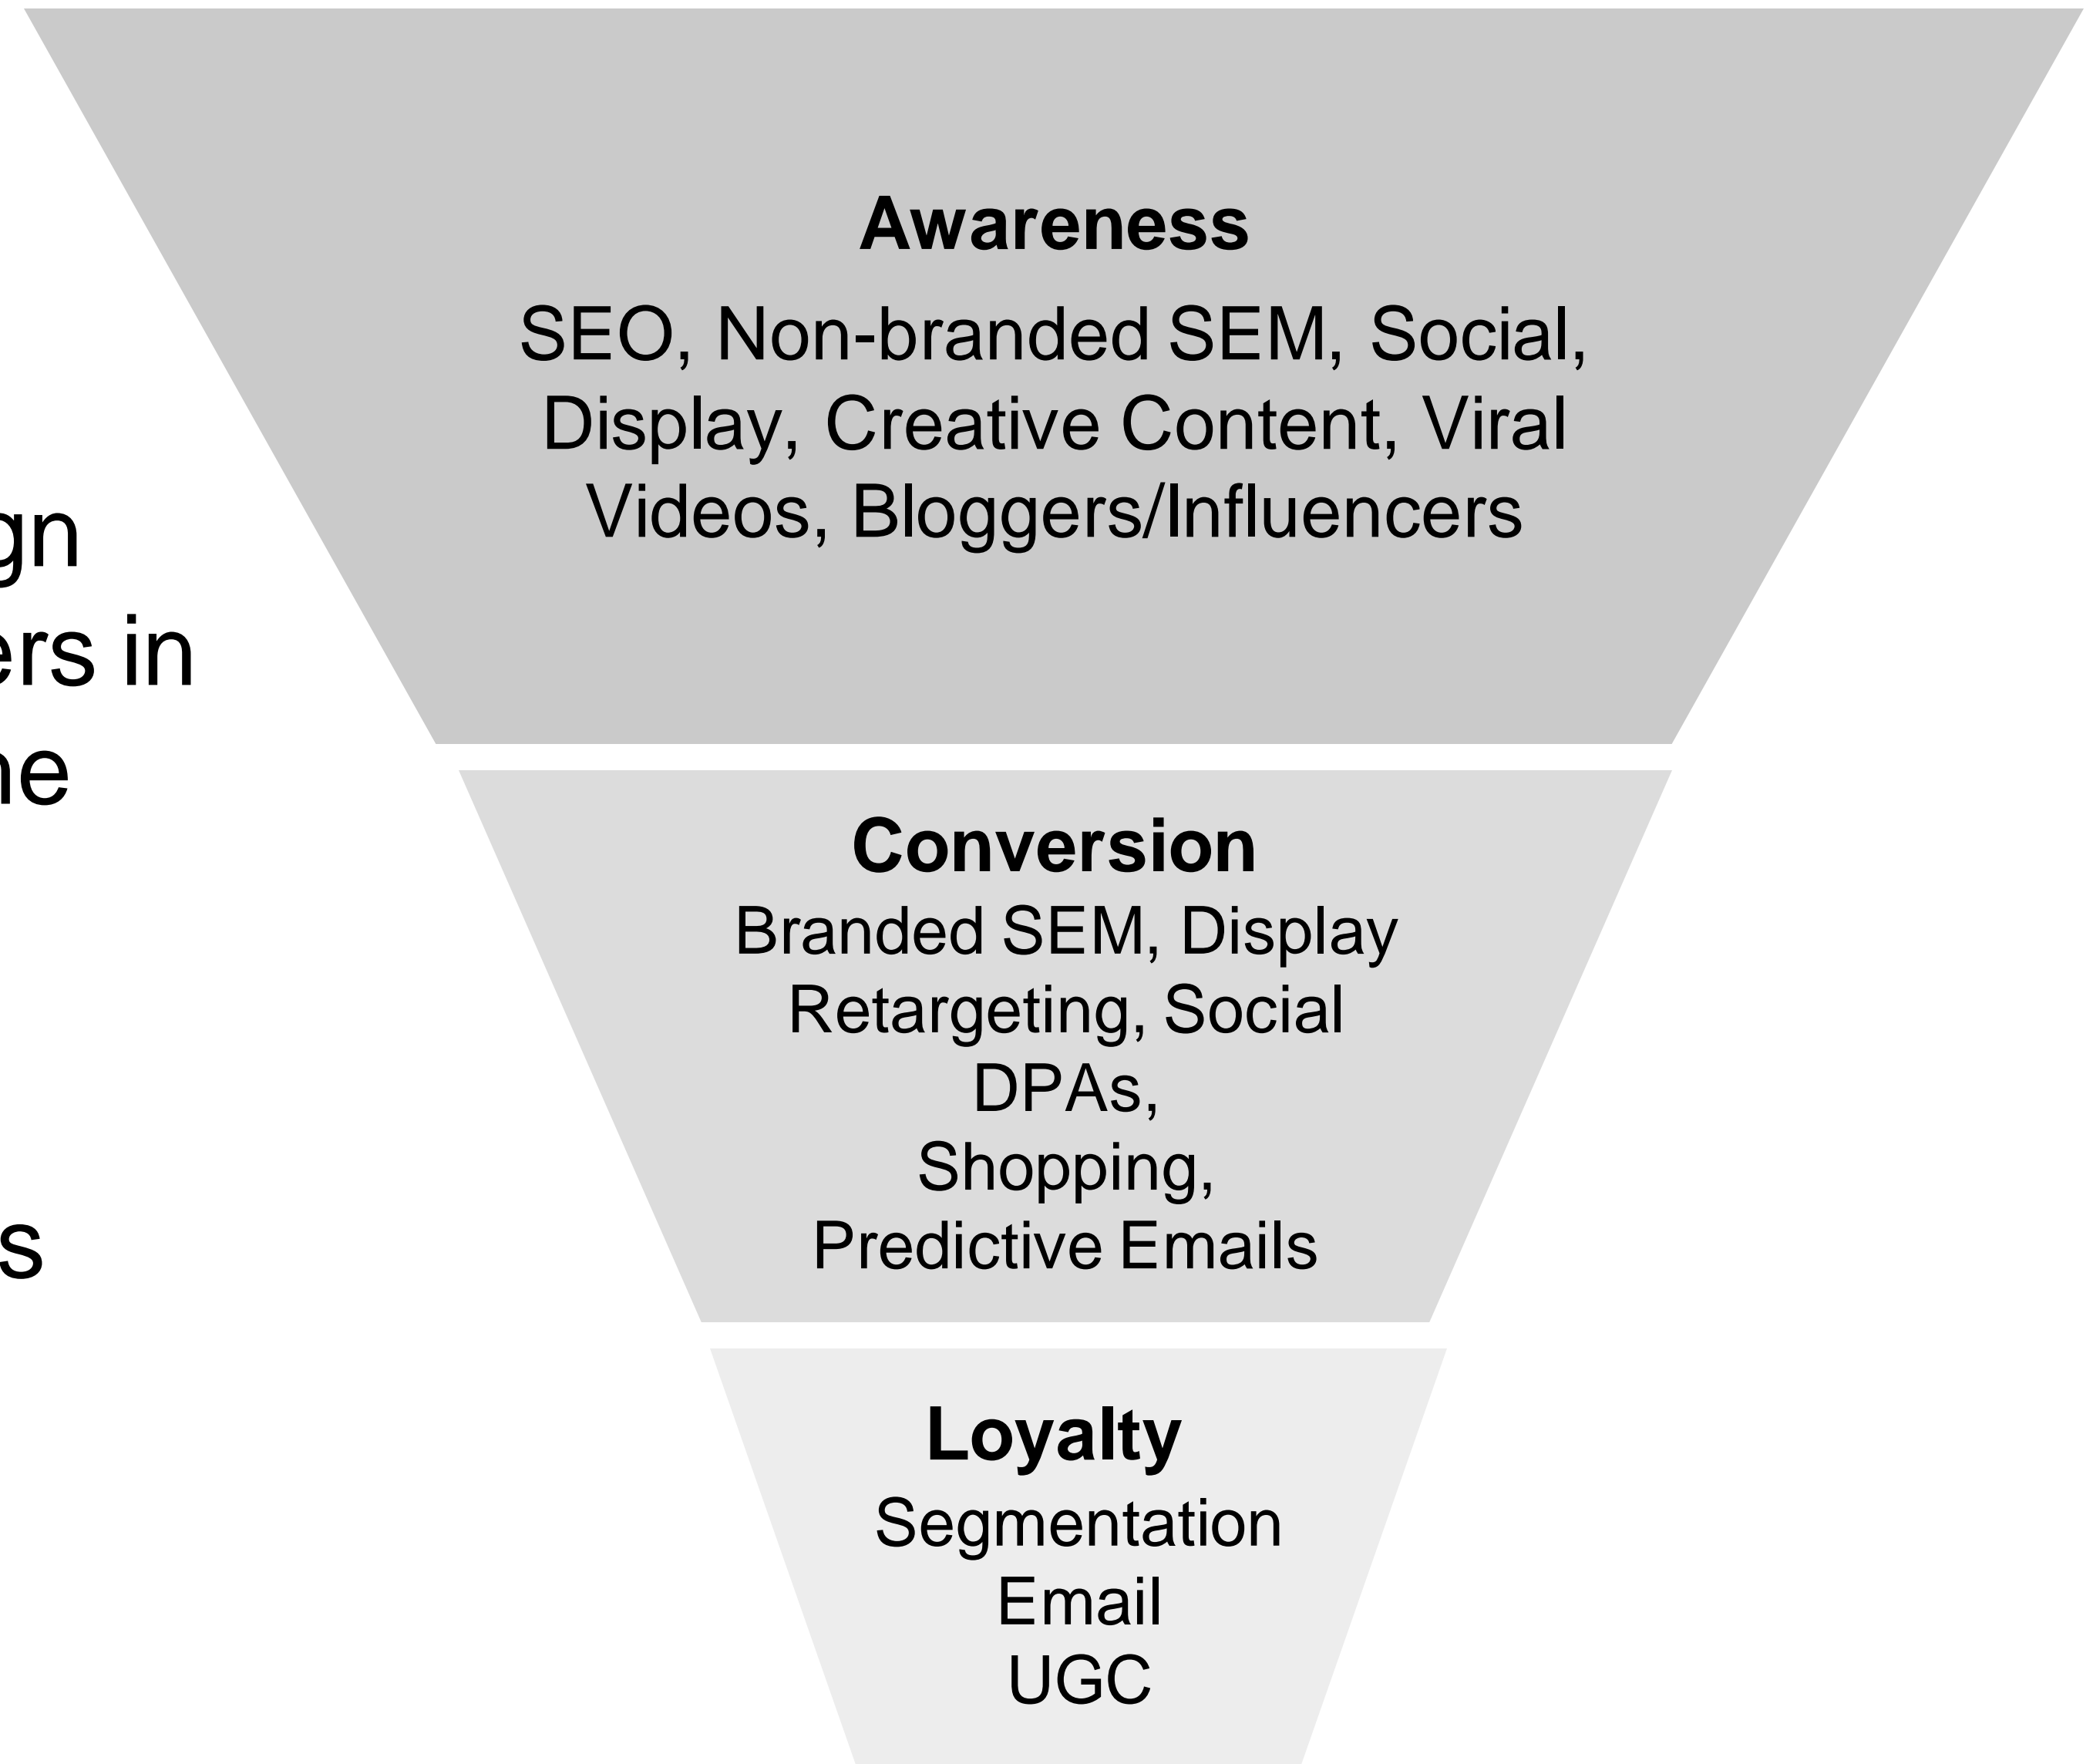 Awareness
SEO, Non-branded SEM, Social,
Display, Creative Content, Viral
Videos, Bloggers/Influencers
in
Conversion
Branded SEM, Display
Retargeting, Social
DPAs,
Shopping,
Predictive Emails
Loyalty
Segmentation
Email
UGC